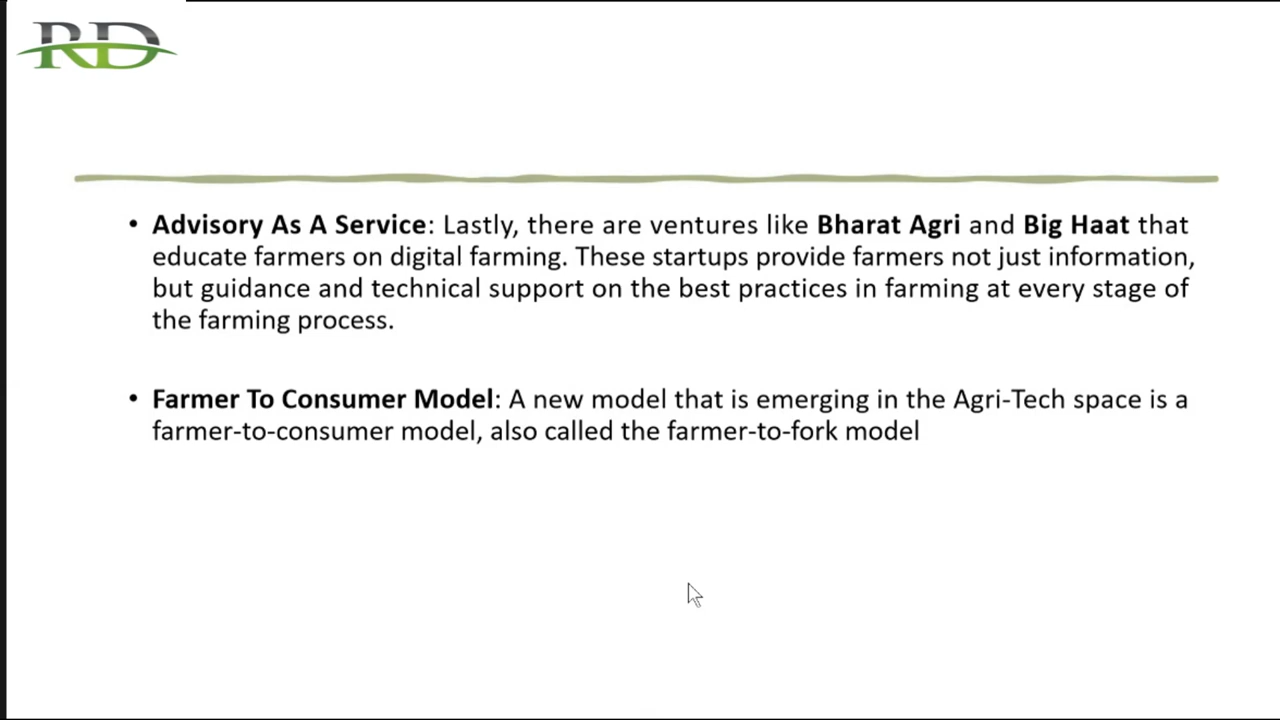 RD
• Advisory As A Service: Lastly, there are ventures like Bharat Agri and Big Haat that
educate farmers on digital farming. These startups provide farmers not just information,
but guidance and technical support on the best practices in farming at every stage of
the farming process.
• Farmer To Consumer Model: A new model that is emerging in the Agri-Tech space is a
farmer-to-consumer model, also called the farmer-to-fork model